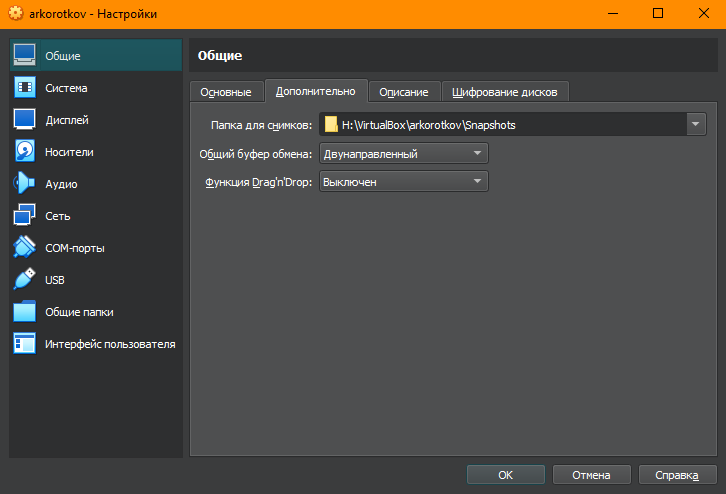 arkorotkov - Настройки
Общие
Система
Дисплей
Носители
Аудио
Сеть
COM-порты
USB
Общие папки
Интерфейс пользователя
Общие
Основные Дополнительно Описание Шифрование дисков
Папка для снимков: H:\VirtualBox\arkorotkov\Snapshots
Общий буфер обмена: Двунаправленный
Функция Drag'n'Drop: Выключен
OK Отмена Справка